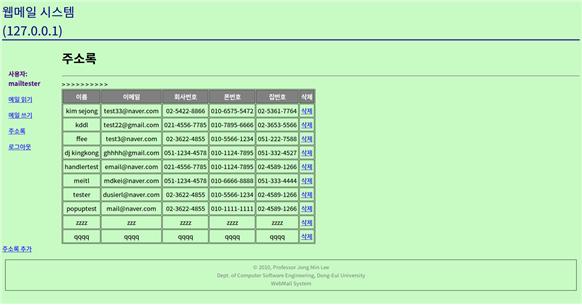 웹메일 시스템
(127.0.0.1)
사용자:
mailtester
메일 읽기
메일 쓰기
주소록
로그아웃
주소록
>>>>>>>>>>
이름 이메일 회사번호 폰번호 집번호 삭제
kim sejong test33@naver.com 02-5422-8866 010-6575-5472 02-5361-7764 삭제
kddl test22@gmail.com 021-4556-7785 010-7895-6666 02-3653-5566 삭제
ffee test3@naver.com 02-3622-4855 010-5566-1234 051-222-7588 삭제
dj kingkong ghhhh@gmail.com 051-1234-4578 010-1124-7895 051-332-4527 삭제
handlertest email@naver.com 021-4556-7785 010-1124-7895 02-4589-1266 삭제
meitl mdkei@naver.com 051-1234-4578 010-6666-8888 051-333-4444 삭제
tester dusierl@naver.com 02-3622-4855 010-5566-1234 02-4589-1266 삭제
popuptest mail@naver.com 02-3622-4855 010-1111-1111 02-4589-1266 삭제
zzzz zzz zzzz zzzz zzzz 삭제
qqqq qqqq qqqq qqqq qqqq 삭제
주소록 추가
© 2010, Professor Jong Min Lee
Dept. of Computer Software Engineering, Dong-Eui University
WebMail System